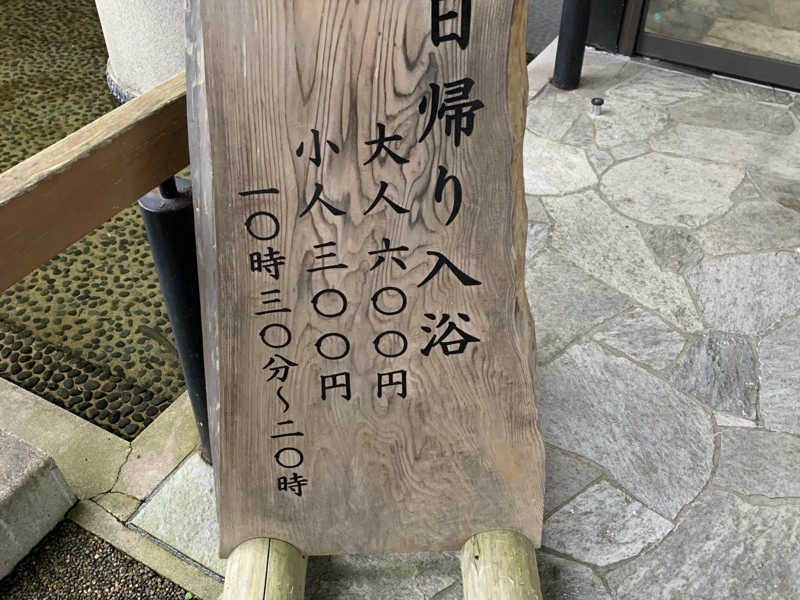 日帰り入浴
大人 六〇〇円
小人 三〇〇円
一〇時三〇分～二〇時